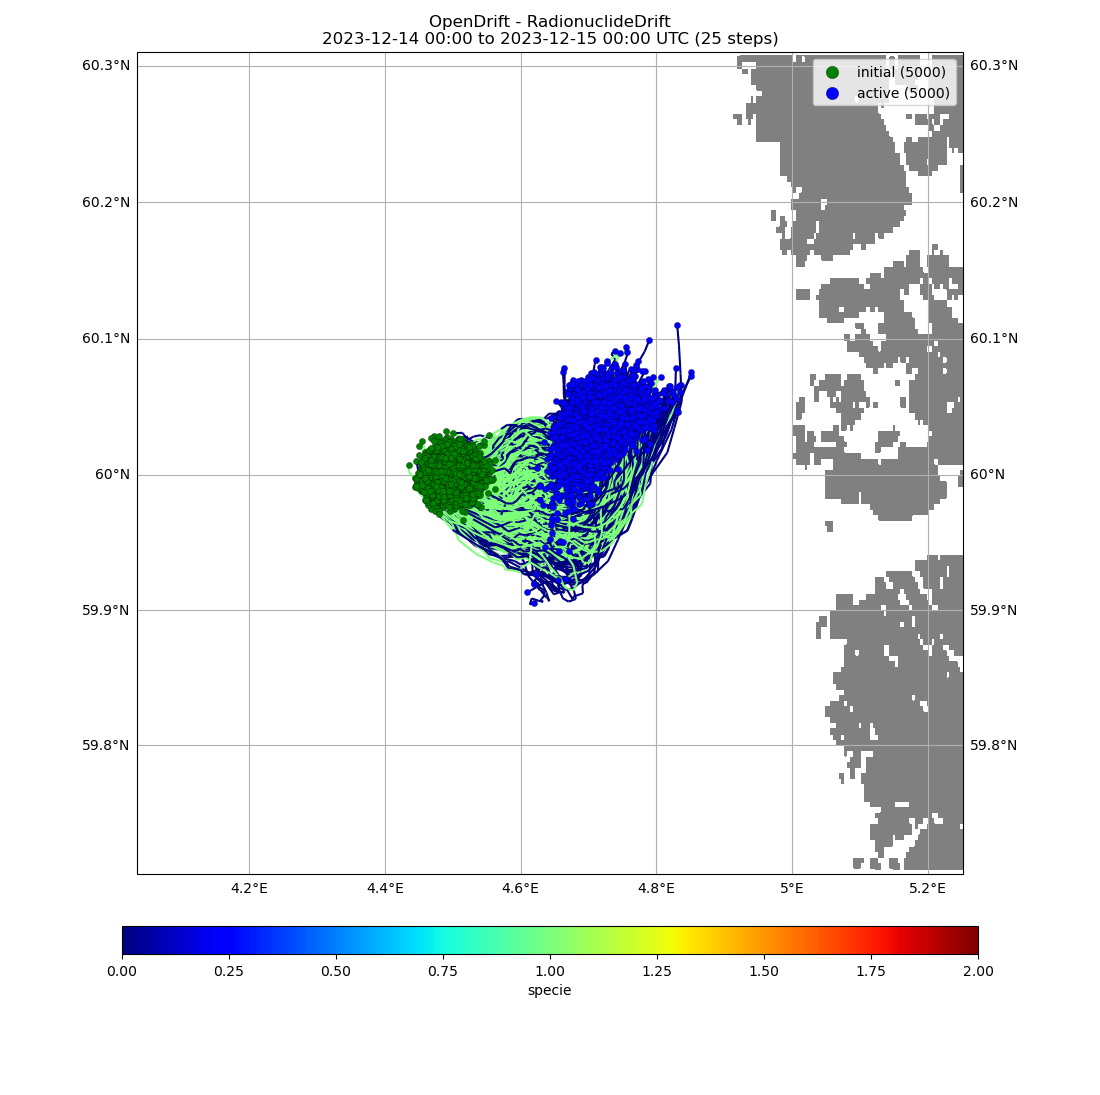 OpenDrift - RadionuclideDrift
2023-12-14 00:00 to 2023-12-15 00:00 UTC (25 steps)
initial (5000)
active (5000)
60.3°N
60.3°N
60.2°N
60.2°N
60.1°N
60.1°N
60°N
60°N
59.9°N
59.9°N
59.8°N
59.8°N
4.2°E
4.4°E
4.6°E
4.8°E
5°E
5.2°E
0.00
0.25
0.50
0.75
1.00
1.25
1.50
1.75
2.00
specie